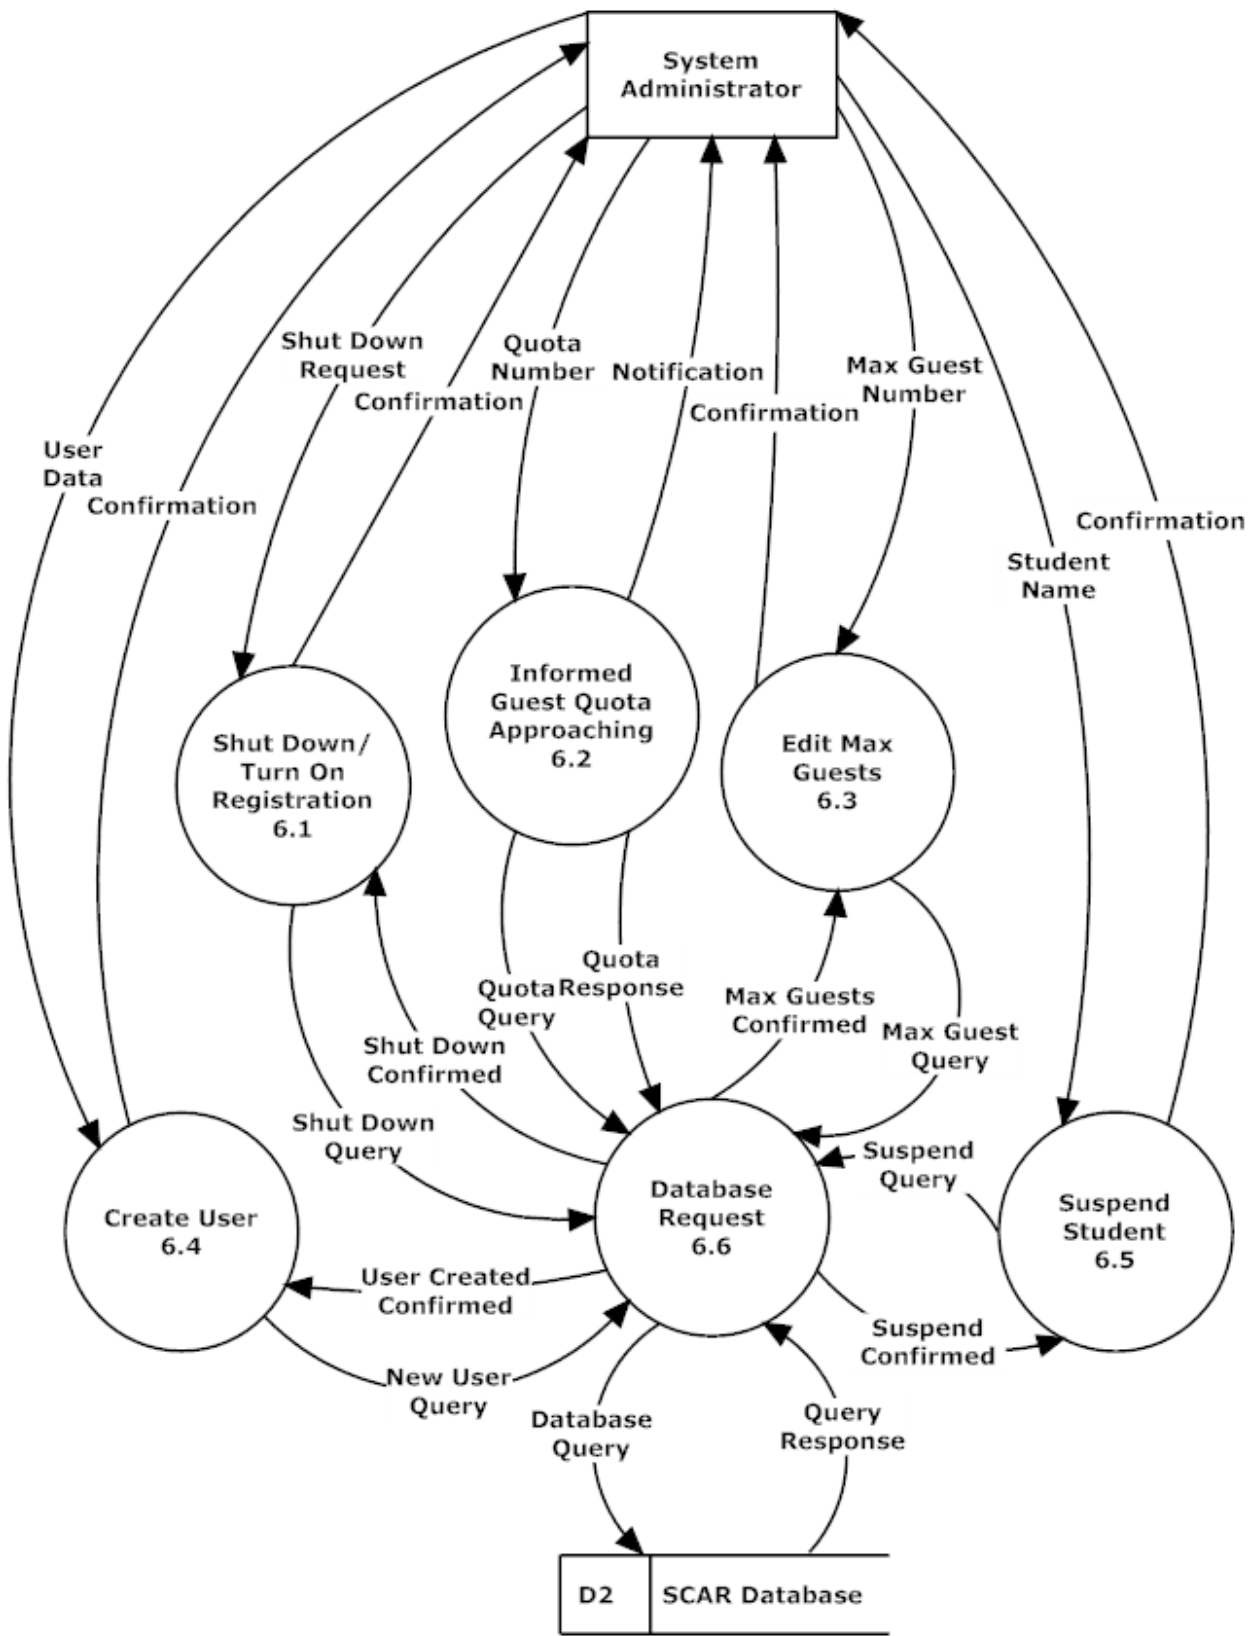 System
Administrator
Shut Down
Request
Confirmation
Quota
Number
Notification
Confirmation
Max Guest
Number
User
Data
Confirmation
Confirmation
Student
Name
Informed
Guest Quota
Approaching
6.2
Shut Down/
Turn On
Registration
6.1
Edit Max
Guests
6.3
Quota
Response
Quota
Query
Max Guests
Confirmed
Max Guest
Query
Shut Down
Confirmed
Shut Down
Query
Suspend
Query
Create User
6.4
Database
Request
6.6
Suspend
Student
6.5
User Created
Confirmed
Suspend
Confirmed
New User
Query
Database
Query
Query
Response
D2
SCAR Database